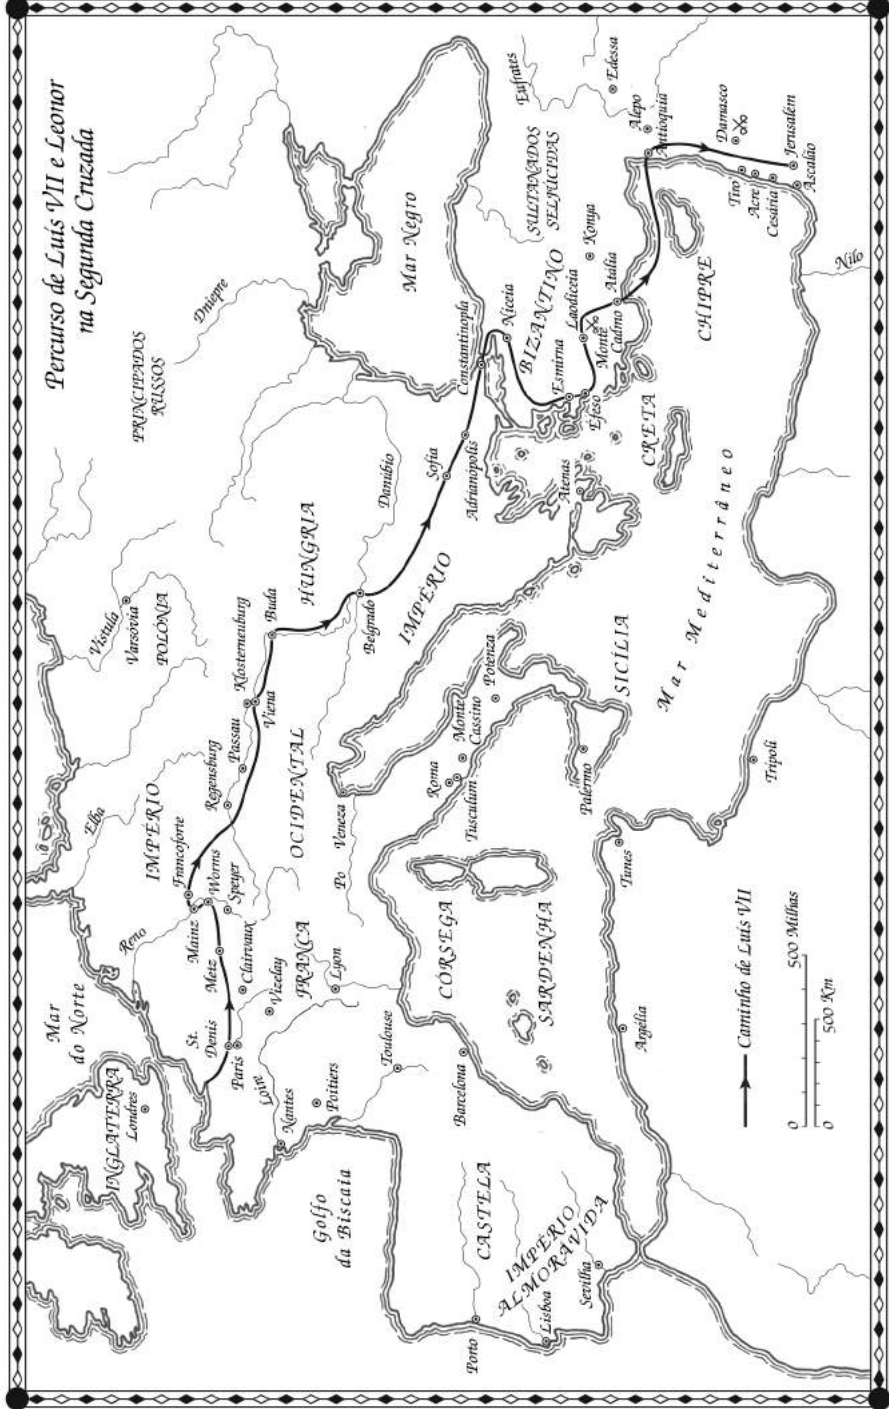 Percurso de Luís VII e Leonor
na Segunda Cruzada
Mar
do Norte
INGLATERRA
Londres
Golfo
da Biscaia
Reno
Elba
Vístula
Varsóvia
POLÓNIA
PRINCIPADOS
RUSSOS
Dniepre
IMPÉRIO
OCIDENTAL
Francoforte
Mainz
Worms
Speyer
Metz
St.
Denis
Paris
Clairvaux
Vizelay
FRANÇA
Loire
Nantes
Poitiers
Lyon
Toulouse
Regensburg
Passau
Klosterneuburg
Viena
Buda
HUNGRIA
Belgrado
Danúbio
Sofia
Adrianópolis
Constantinopla
Mar Negro
Niceia
IMPÉRIO
BIZANTINO
SULTANADOS
SELJÚCIDAS
Eufrates
Edessa
Alepo
Antioquia
Damasco
Jerusalém
Tiro
Acre
Cesária
Ascalão
Nilo
Konya
Laodiceia
Monte
Cadmo
Atália
Esmirna
Efeso
Atenas
CRETA
CHIPRE
Po
Veneza
Roma
Tusculum
Monte
Cassino
Potenza
Palermo
SICÍLIA
Mar Mediterrâneo
CÓRSEGA
SARDENHA
Barcelona
CASTELA
IMPÉRIO
ALMORÁVIDA
Porto
Lisboa
Sevilha
Argélia
Tunes
Trípoli
Caminho de Luís VII
0 500 Milhas
0 500 Km